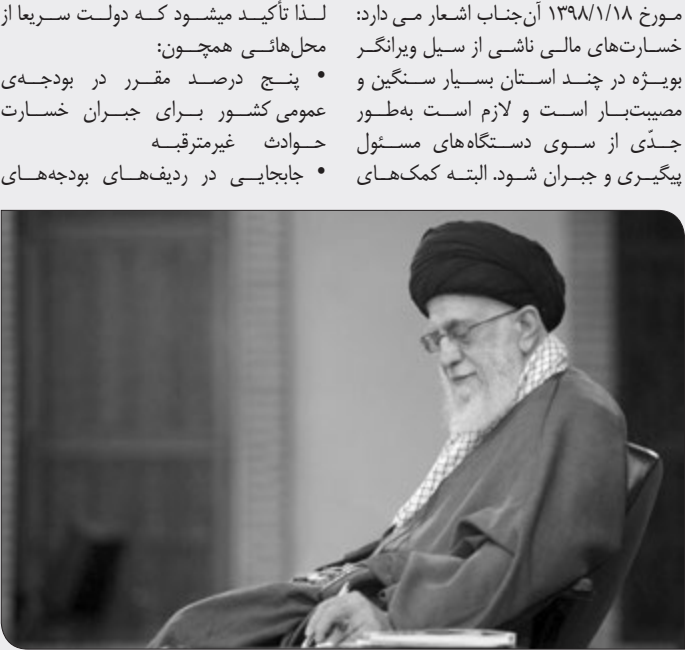 مورخ ۱۳۹۸/۱/۱۸ آن‌جناب اشعار می دارد:
خسارت‌های مالی ناشی از سیل ویرانگر
بویژه در چند استان بسیار سنگین و
مصیبت‌بار است و لازم است به‌طور
جدّی از سوی دستگاه‌های مسئول
پیگیری و جبران شود. البته کمک‌های
لذا تأکید میشود که دولت سریعا از
محل‌هائی همچون:
• پنج درصد مقرر در بودجه‌ی
عمومی کشور برای جبران خسارت
حوادث غیرمترقبه
• جابجایی در ردیف‌های بودجه‌های